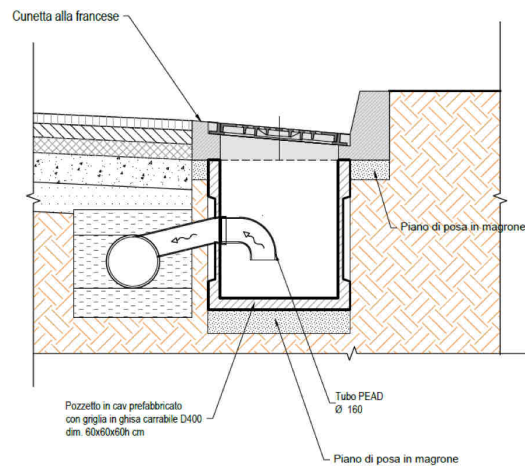 Cunetta alla francese
Piano di posa in magrone
Pozzetto in cav prefabbricato
con griglia in ghisa carrabile D400
dim. 60x60x60h cm
Tubo PEAD
Ø 160
Piano di posa in magrone